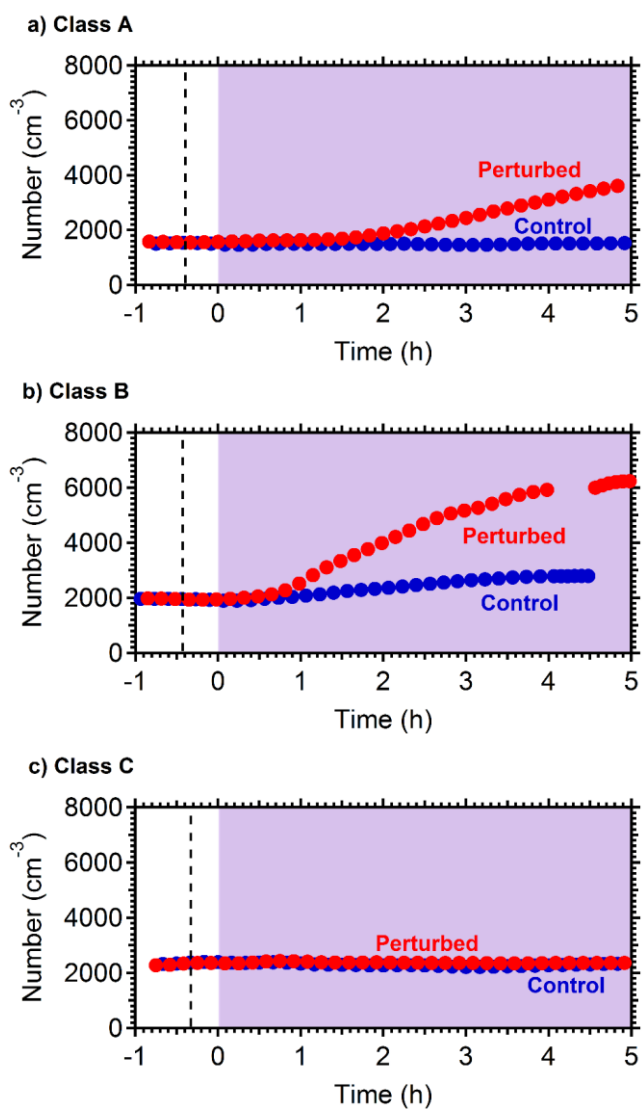 a) Class A
8000
6000
4000
2000
0
Number (cm⁻³)
Perturbed
Control
-1 0 1 2 3 4 5
Time (h)
b) Class B
8000
6000
4000
2000
0
Number (cm⁻³)
Perturbed
Control
-1 0 1 2 3 4 5
Time (h)
c) Class C
8000
6000
4000
2000
0
Number (cm⁻³)
Perturbed
Control
-1 0 1 2 3 4 5
Time (h)